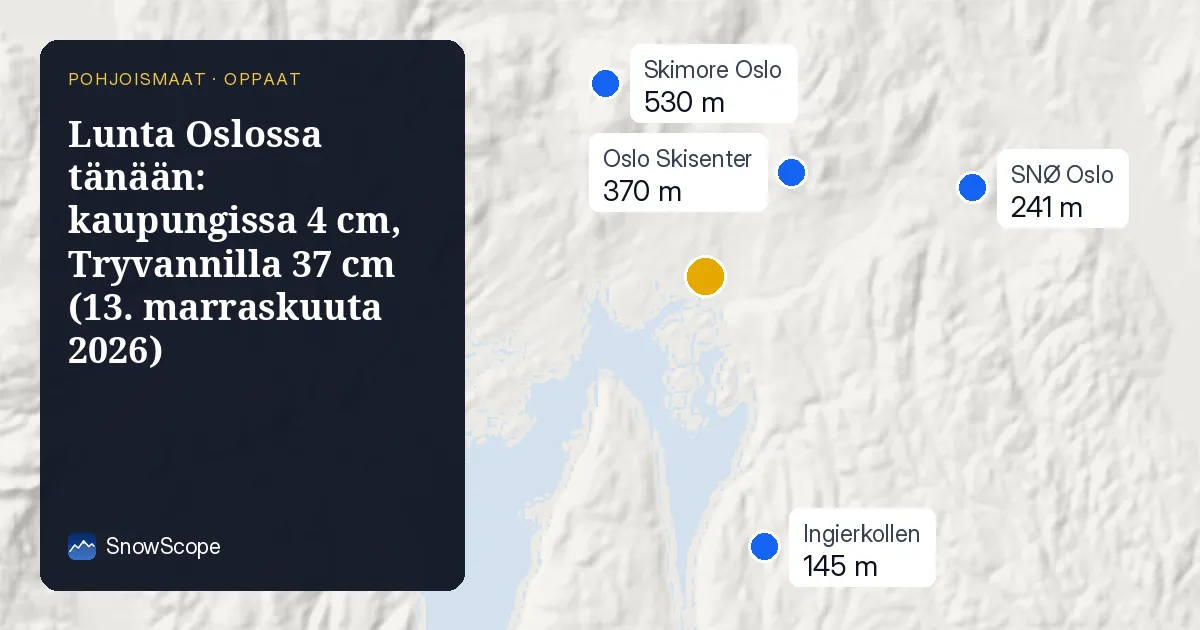 POHJOISMAAT · OPPAAT
Lunta Oslossa
tänään:
kaupungissa 4 cm,
Tryvannilla 37 cm
(13. marraskuuta
2026)
SnowScope
Skimore Oslo
530 m
Oslo Skisenter
370 m
SNØ Oslo
241 m
Ingierkollen
145 m